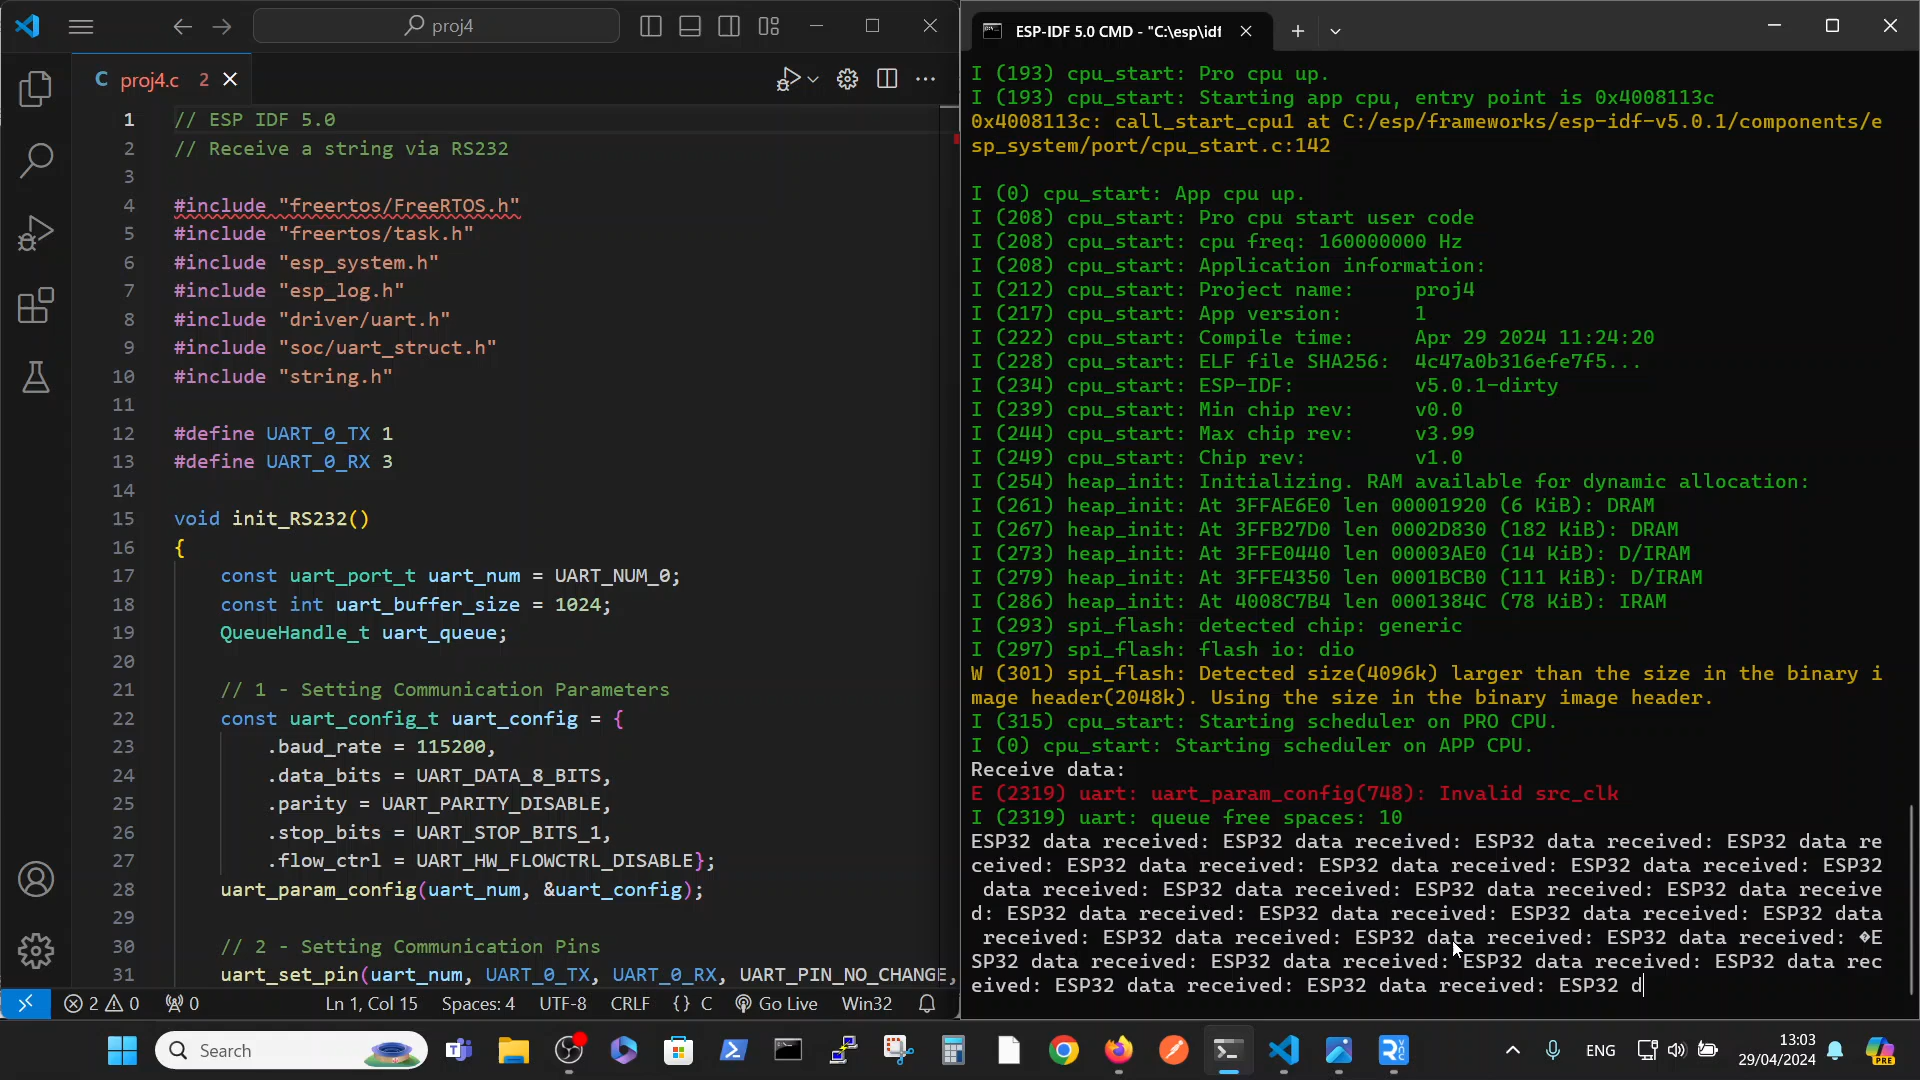 proj4
proj4.c 2
1 // ESP IDF 5.0
2 // Receive a string via RS232
3
4 #include "freertos/FreeRTOS.h"
5 #include "freertos/task.h"
6 #include "esp_system.h"
7 #include "esp_log.h"
8 #include "driver/uart.h"
9 #include "soc/uart_struct.h"
10 #include "string.h"
11
12 #define UART_0_TX 1
13 #define UART_0_RX 3
14
15 void init_RS232()
16 {
17 const uart_port_t uart_num = UART_NUM_0;
18 const int uart_buffer_size = 1024;
19 QueueHandle_t uart_queue;
20
21 // 1 - Setting Communication Parameters
22 const uart_config_t uart_config = {
23 .baud_rate = 115200,
24 .data_bits = UART_DATA_8_BITS,
25 .parity = UART_PARITY_DISABLE,
26 .stop_bits = UART_STOP_BITS_1,
27 .flow_ctrl = UART_HW_FLOWCTRL_DISABLE};
28 uart_param_config(uart_num, &uart_config);
29
30 // 2 - Setting Communication Pins
31 uart_set_pin(uart_num, UART_0_TX, UART_0_RX, UART_PIN_NO_CHANGE,
2 0 0 Ln 1, Col 15 Spaces: 4 UTF-8 CRLF {} C Go Live Win32
ESP-IDF 5.0 CMD - "C:\esp\idf
I (193) cpu_start: Pro cpu up.
I (193) cpu_start: Starting app cpu, entry point is 0x4008113c
0x4008113c: call_start_cpu1 at C:/esp/frameworks/esp-idf-v5.0.1/components/e
sp_system/port/cpu_start.c:142
I (0) cpu_start: App cpu up.
I (208) cpu_start: Pro cpu start user code
I (208) cpu_start: cpu freq: 160000000 Hz
I (208) cpu_start: Application information:
I (212) cpu_start: Project name: proj4
I (217) cpu_start: App version: 1
I (222) cpu_start: Compile time: Apr 29 2024 11:24:20
I (228) cpu_start: ELF file SHA256: 4c47a0b316efe7f5...
I (234) cpu_start: ESP-IDF: v5.0.1-dirty
I (239) cpu_start: Min chip rev: v0.0
I (244) cpu_start: Max chip rev: v3.99
I (249) cpu_start: Chip rev: v1.0
I (254) heap_init: Initializing. RAM available for dynamic allocation:
I (261) heap_init: At 3FFAE6E0 len 00001920 (6 KiB): DRAM
I (267) heap_init: At 3FFB27D0 len 0002D830 (182 KiB): DRAM
I (273) heap_init: At 3FFE0440 len 00003AE0 (14 KiB): D/IRAM
I (279) heap_init: At 3FFE4350 len 0001BCB0 (111 KiB): D/IRAM
I (286) heap_init: At 4008C7B4 len 0001384C (78 KiB): IRAM
I (293) spi_flash: detected chip: generic
I (297) spi_flash: flash io: dio
W (301) spi_flash: Detected size(4096k) larger than the size in the binary i
mage header(2048k). Using the size in the binary image header.
I (315) cpu_start: Starting scheduler on PRO CPU.
I (0) cpu_start: Starting scheduler on APP CPU.
Receive data:
E (2319) uart: uart_param_config(748): Invalid src_clk
I (2319) uart: queue free spaces: 10
ESP32 data received: ESP32 data received: ESP32 data received: ESP32 data re
ceived: ESP32 data received: ESP32 data received: ESP32 data received: ESP32
data received: ESP32 data received: ESP32 data received: ESP32 data receive
d: ESP32 data received: ESP32 data received: ESP32 data received: ESP32 data
received: ESP32 data received: ESP32 data received: ESP32 data received: �E
SP32 data received: ESP32 data received: ESP32 data received: ESP32 data rec
eived: ESP32 data received: ESP32 data received: ESP32 d
Search
ENG
13:03
29/04/2024
PRE